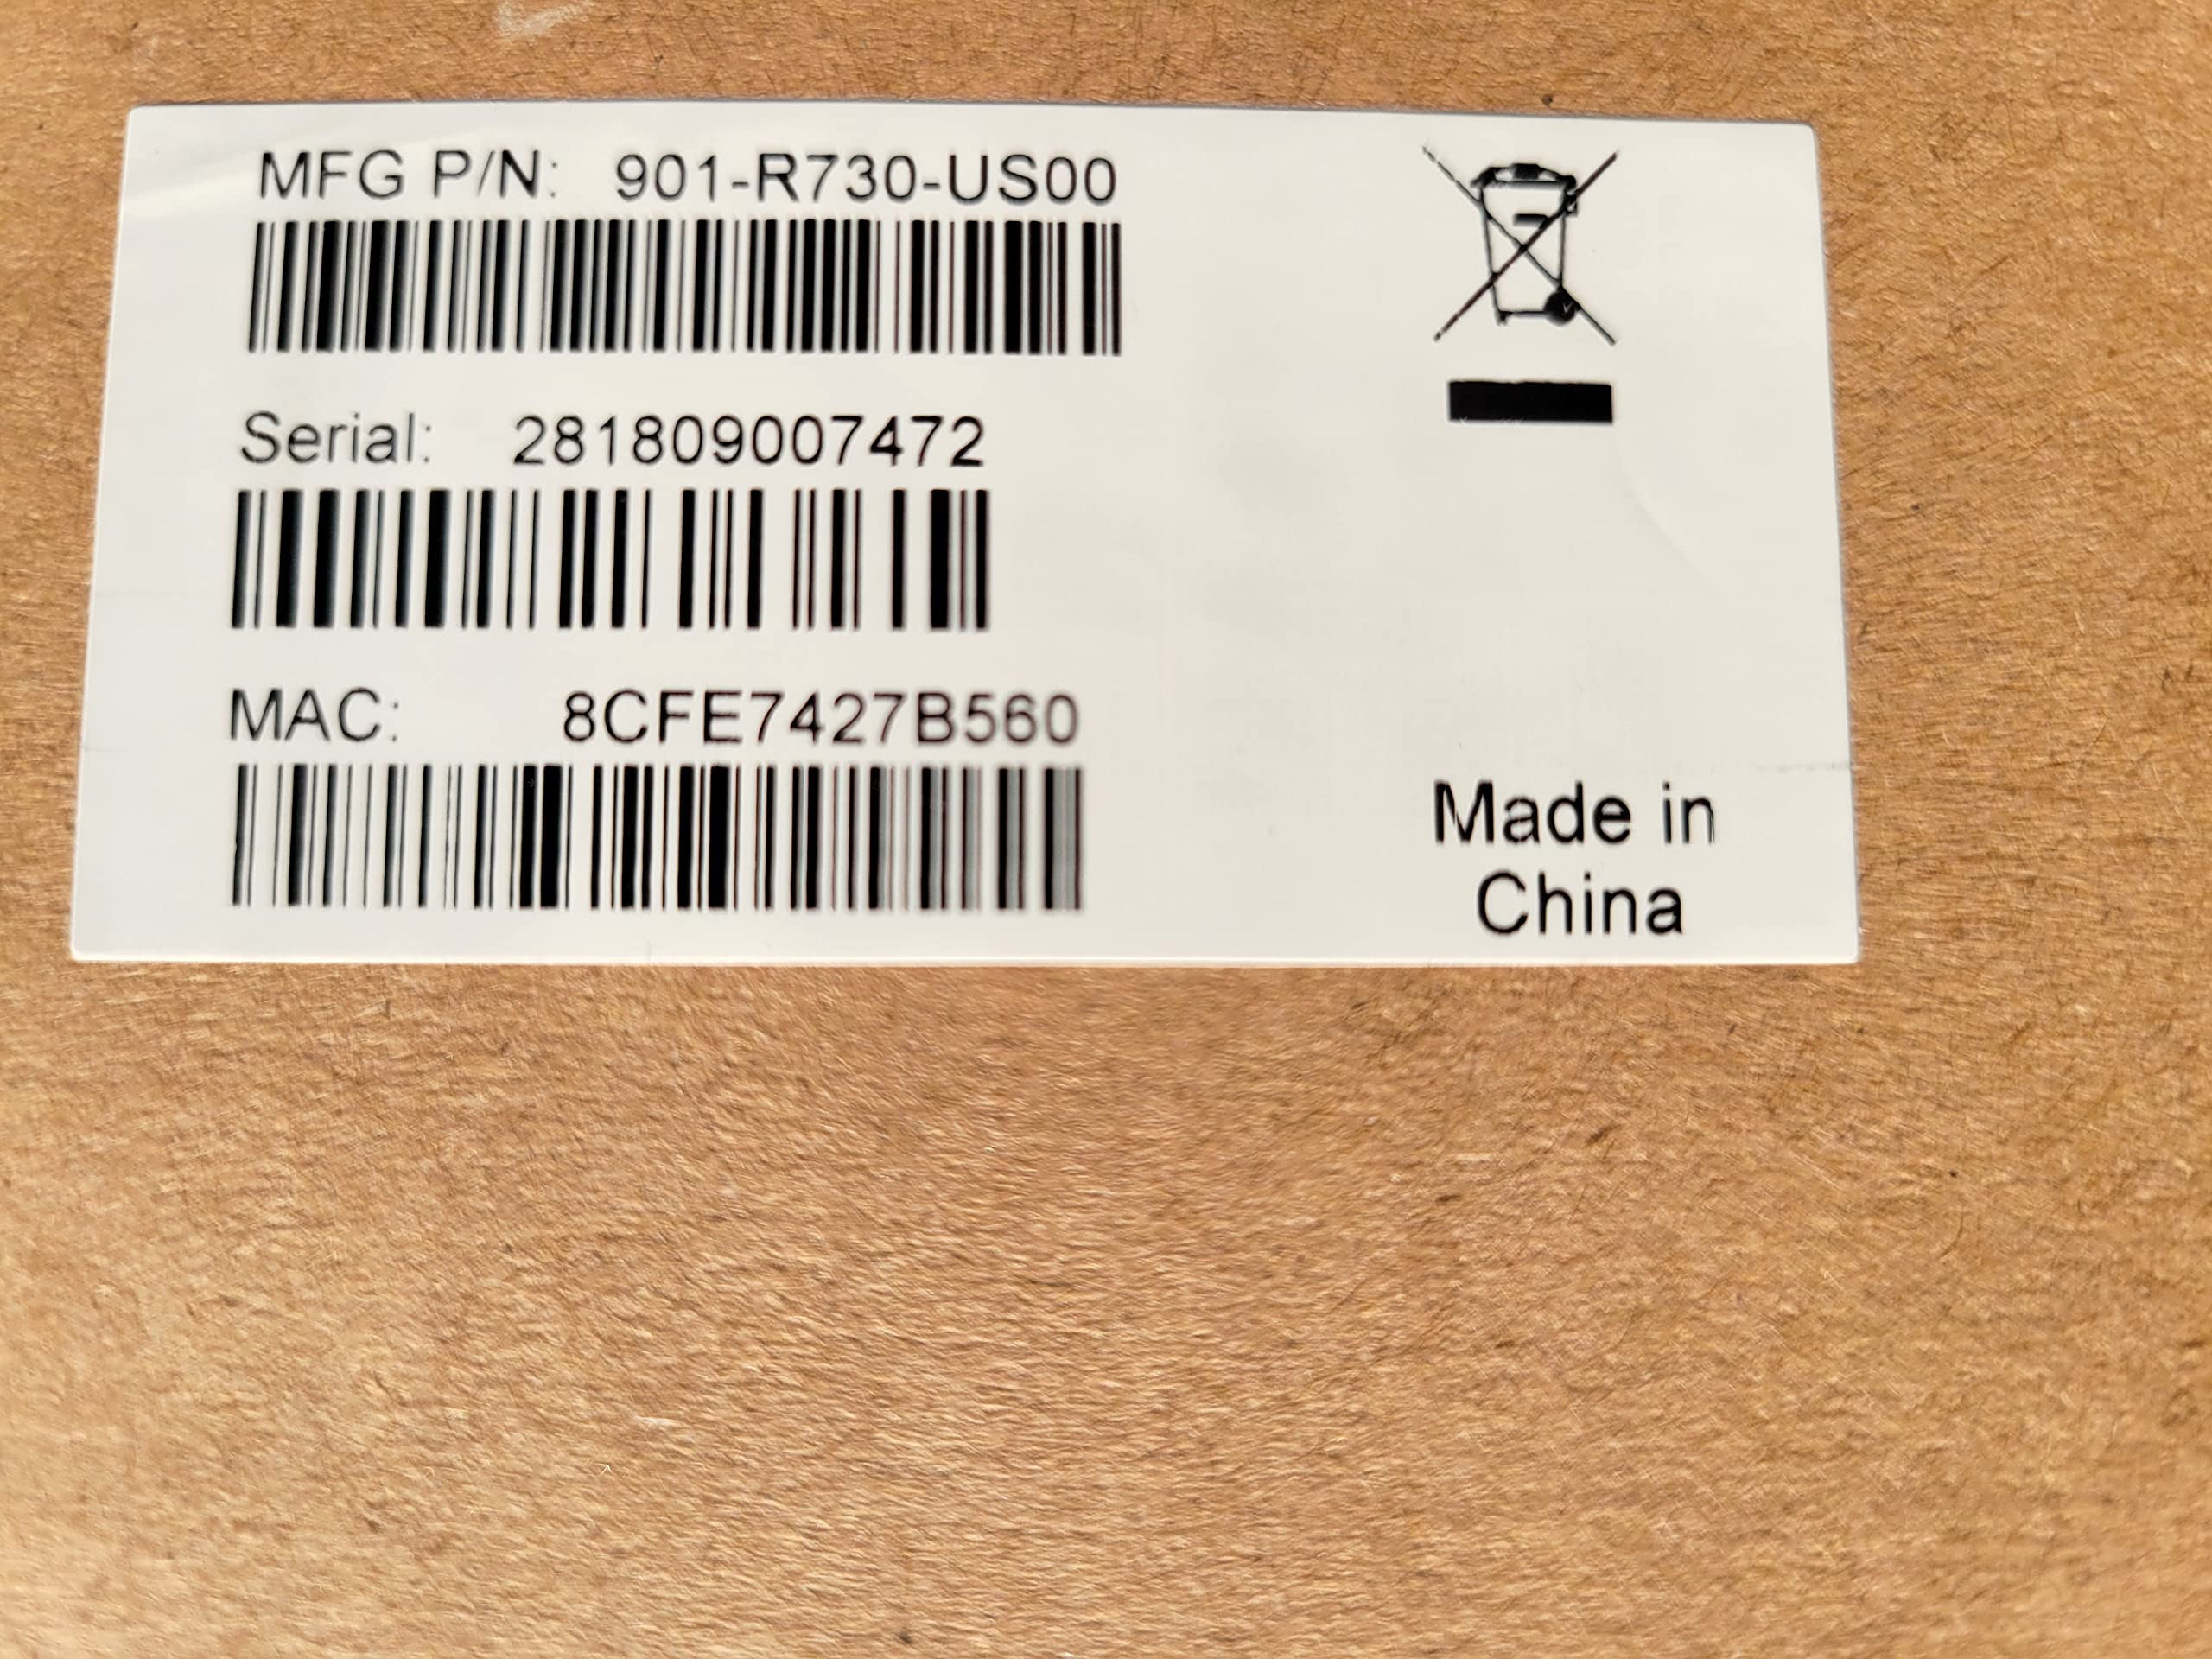 MFG P/N: 901-R730-US00
Serial: 281809007472
MAC: 8CFE7427B560
Made in
China